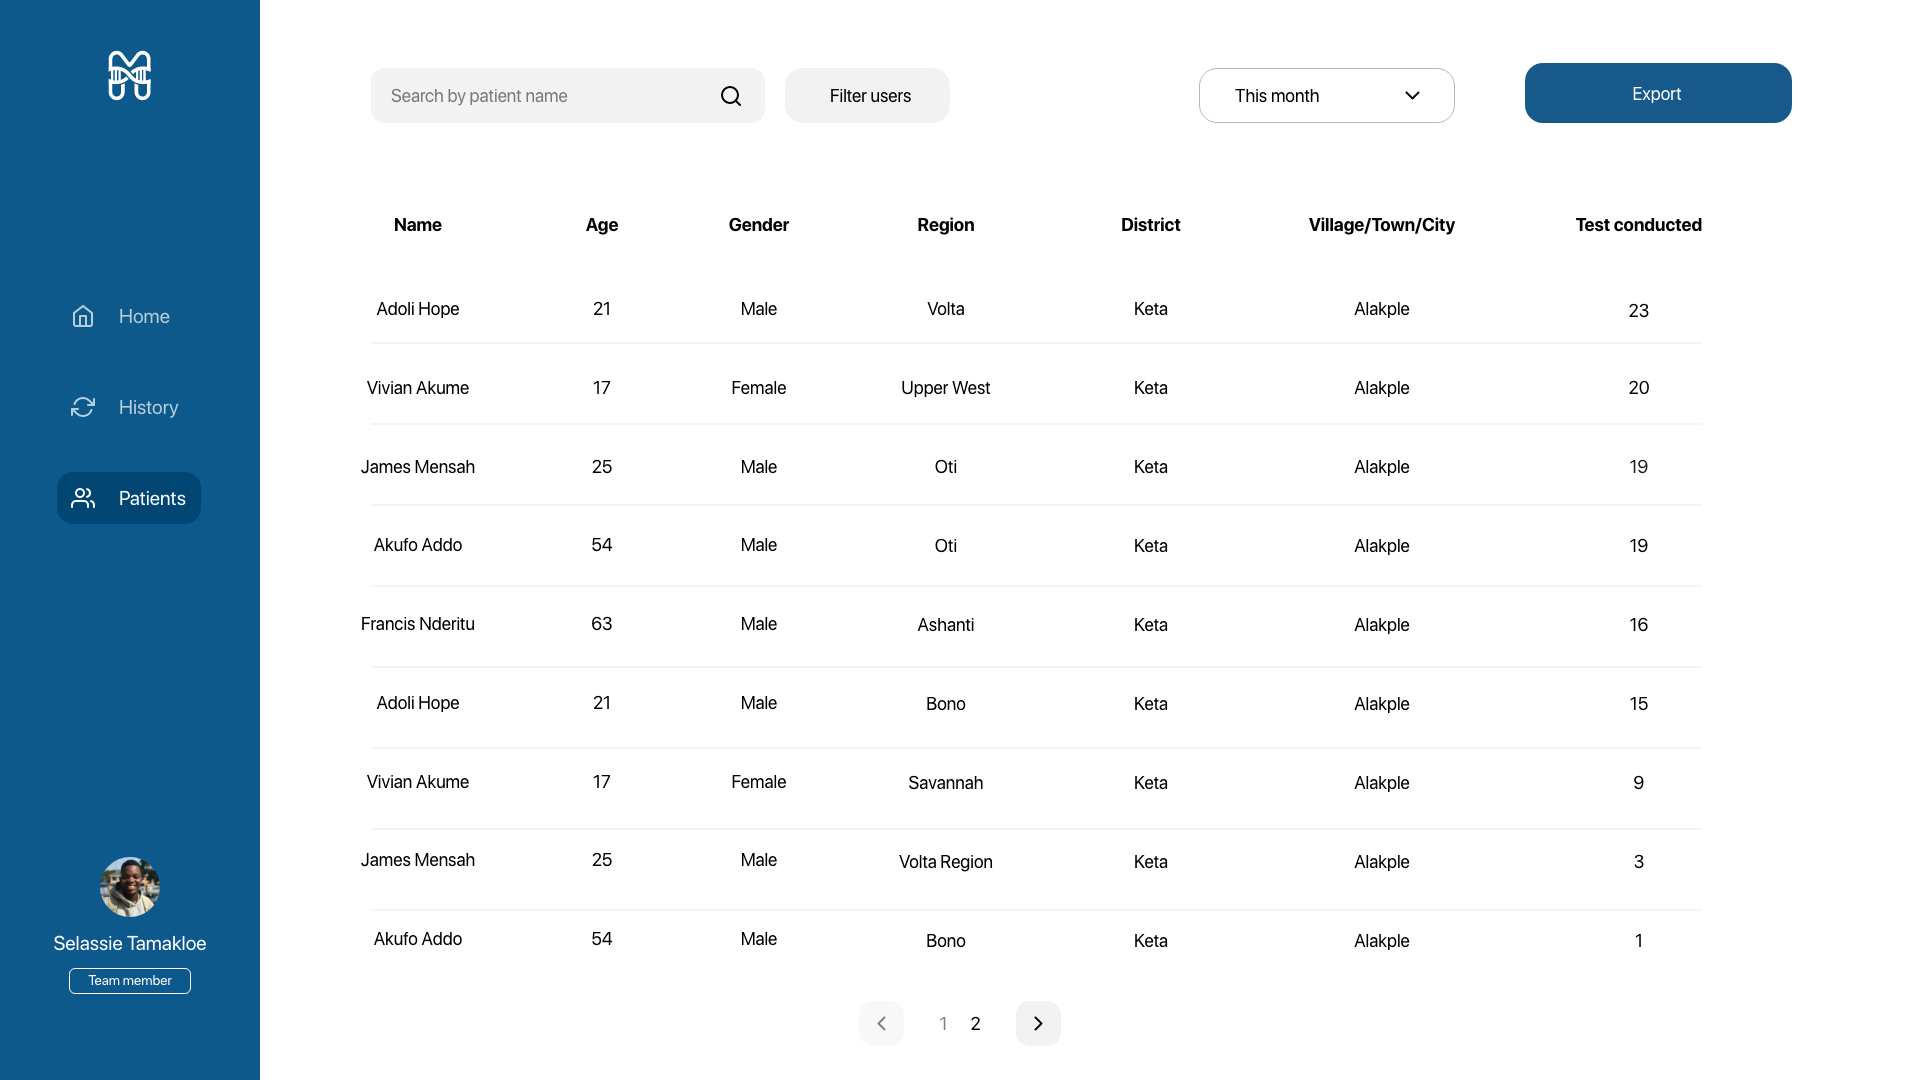 Search by patient name
Filter users
This month
Export
Name Age Gender Region District Village/Town/City Test conducted
Adoli Hope 21 Male Volta Keta Alakple 23
Vivian Akume 17 Female Upper West Keta Alakple 20
James Mensah 25 Male Oti Keta Alakple 19
Akufo Addo 54 Male Oti Keta Alakple 19
Francis Nderitu 63 Male Ashanti Keta Alakple 16
Adoli Hope 21 Male Bono Keta Alakple 15
Vivian Akume 17 Female Savannah Keta Alakple 9
James Mensah 25 Male Volta Region Keta Alakple 3
Akufo Addo 54 Male Bono Keta Alakple 1
1 2
Home
History
Patients
Selassie Tamakloe
Team member